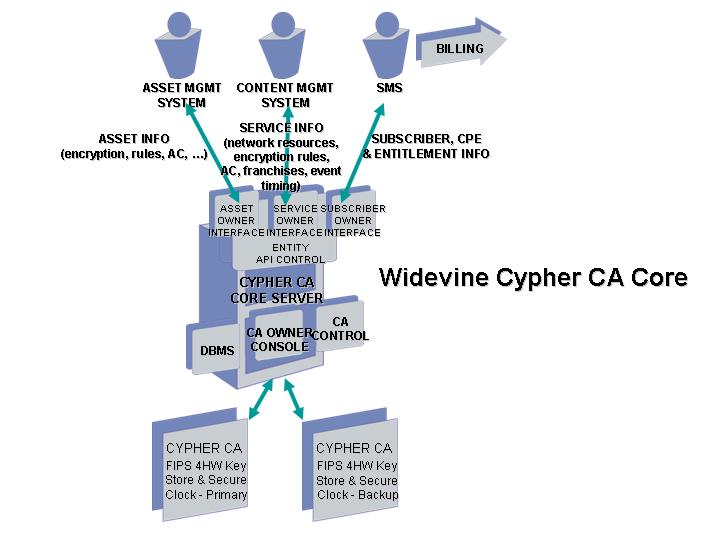 BILLING
ASSET MGMT
SYSTEM
CONTENT MGMT
SYSTEM
SMS
ASSET INFO
(encryption, rules, AC, ...)
SERVICE INFO
(network resources,
encryption rules,
AC, franchises, event
timing)
SUBSCRIBER, CPE
& ENTITLEMENT INFO
ASSET
OWNER
INTERFACE
SERVICE
OWNER
INTERFACE
SUBSCRIBER
OWNER
INTERFACE
ENTITY
API CONTROL
CYPHER CA
CORE SERVER
Widevine Cypher CA Core
DBMS
CA OWNER
CONSOLE
CA
CONTROL
CYPHER CA
FIPS 4HW Key
Store & Secure
Clock - Primary
CYPHER CA
FIPS 4HW Key
Store & Secure
Clock - Backup